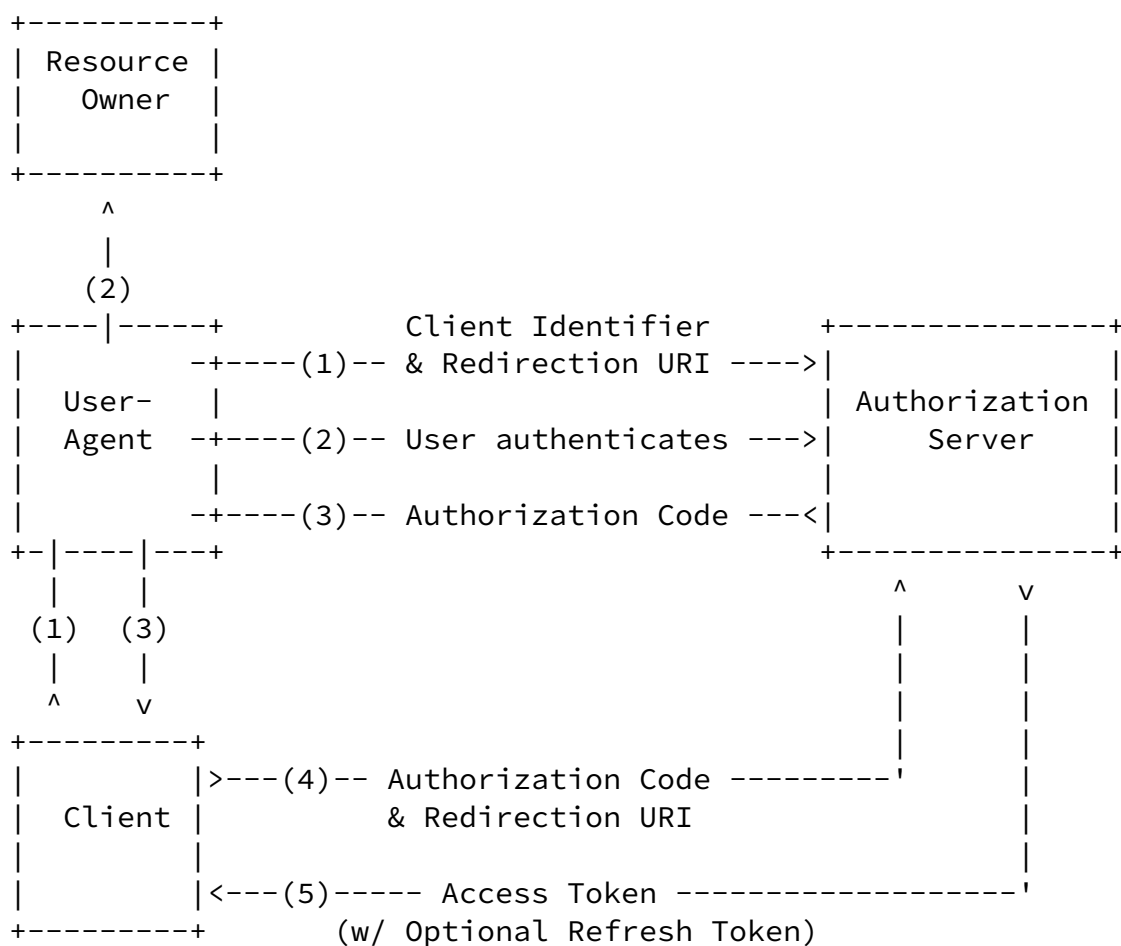 +----------+
| Resource |
|   Owner  |
|          |
+----------+
     ^
     |
    (2)
+----|-----+          Client Identifier      +---------------+
|         -+----(1)-- & Redirection URI ---->|               |
|  User-   |                                 | Authorization |
|  Agent  -+----(2)-- User authenticates --->|     Server    |
|          |                                 |               |
|         -+----(3)-- Authorization Code ---<|               |
+-|----|---+                                 +---------------+
  |    |                                         ^      v
 (1)  (3)                                        |      |
  |    |                                         |      |
  ^    v                                         |      |
+---------+                                      |      |
|         |>---(4)-- Authorization Code ---------'      |
|  Client |          & Redirection URI                  |
|         |                                             |
|         |<---(5)----- Access Token -------------------'
+---------+       (w/ Optional Refresh Token)